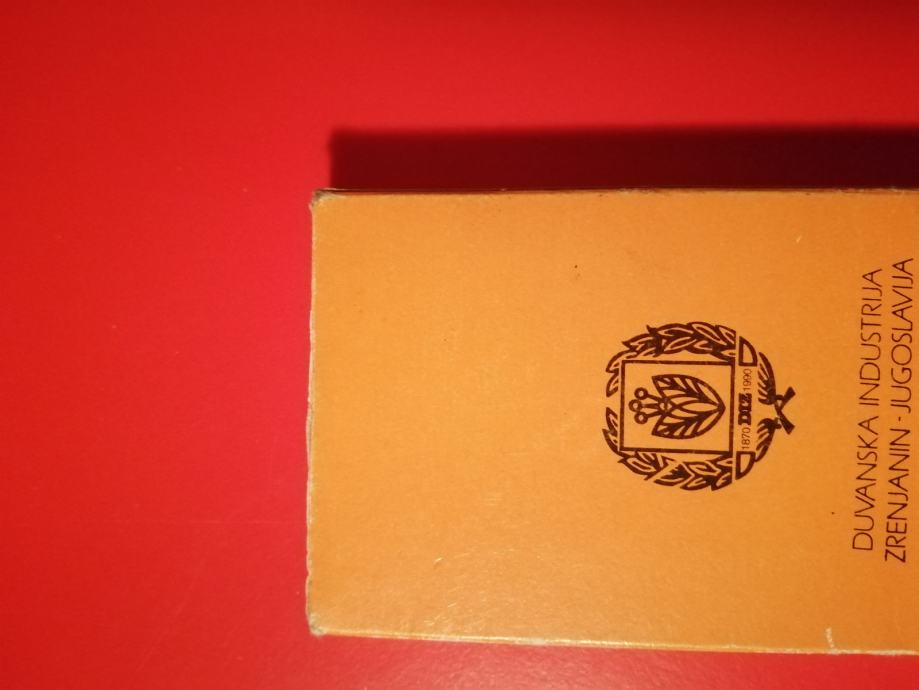 1870 DIZ 1990
DUVANSKA INDUSTRIJA
ZRENJANIN - JUGOSLAVIJA